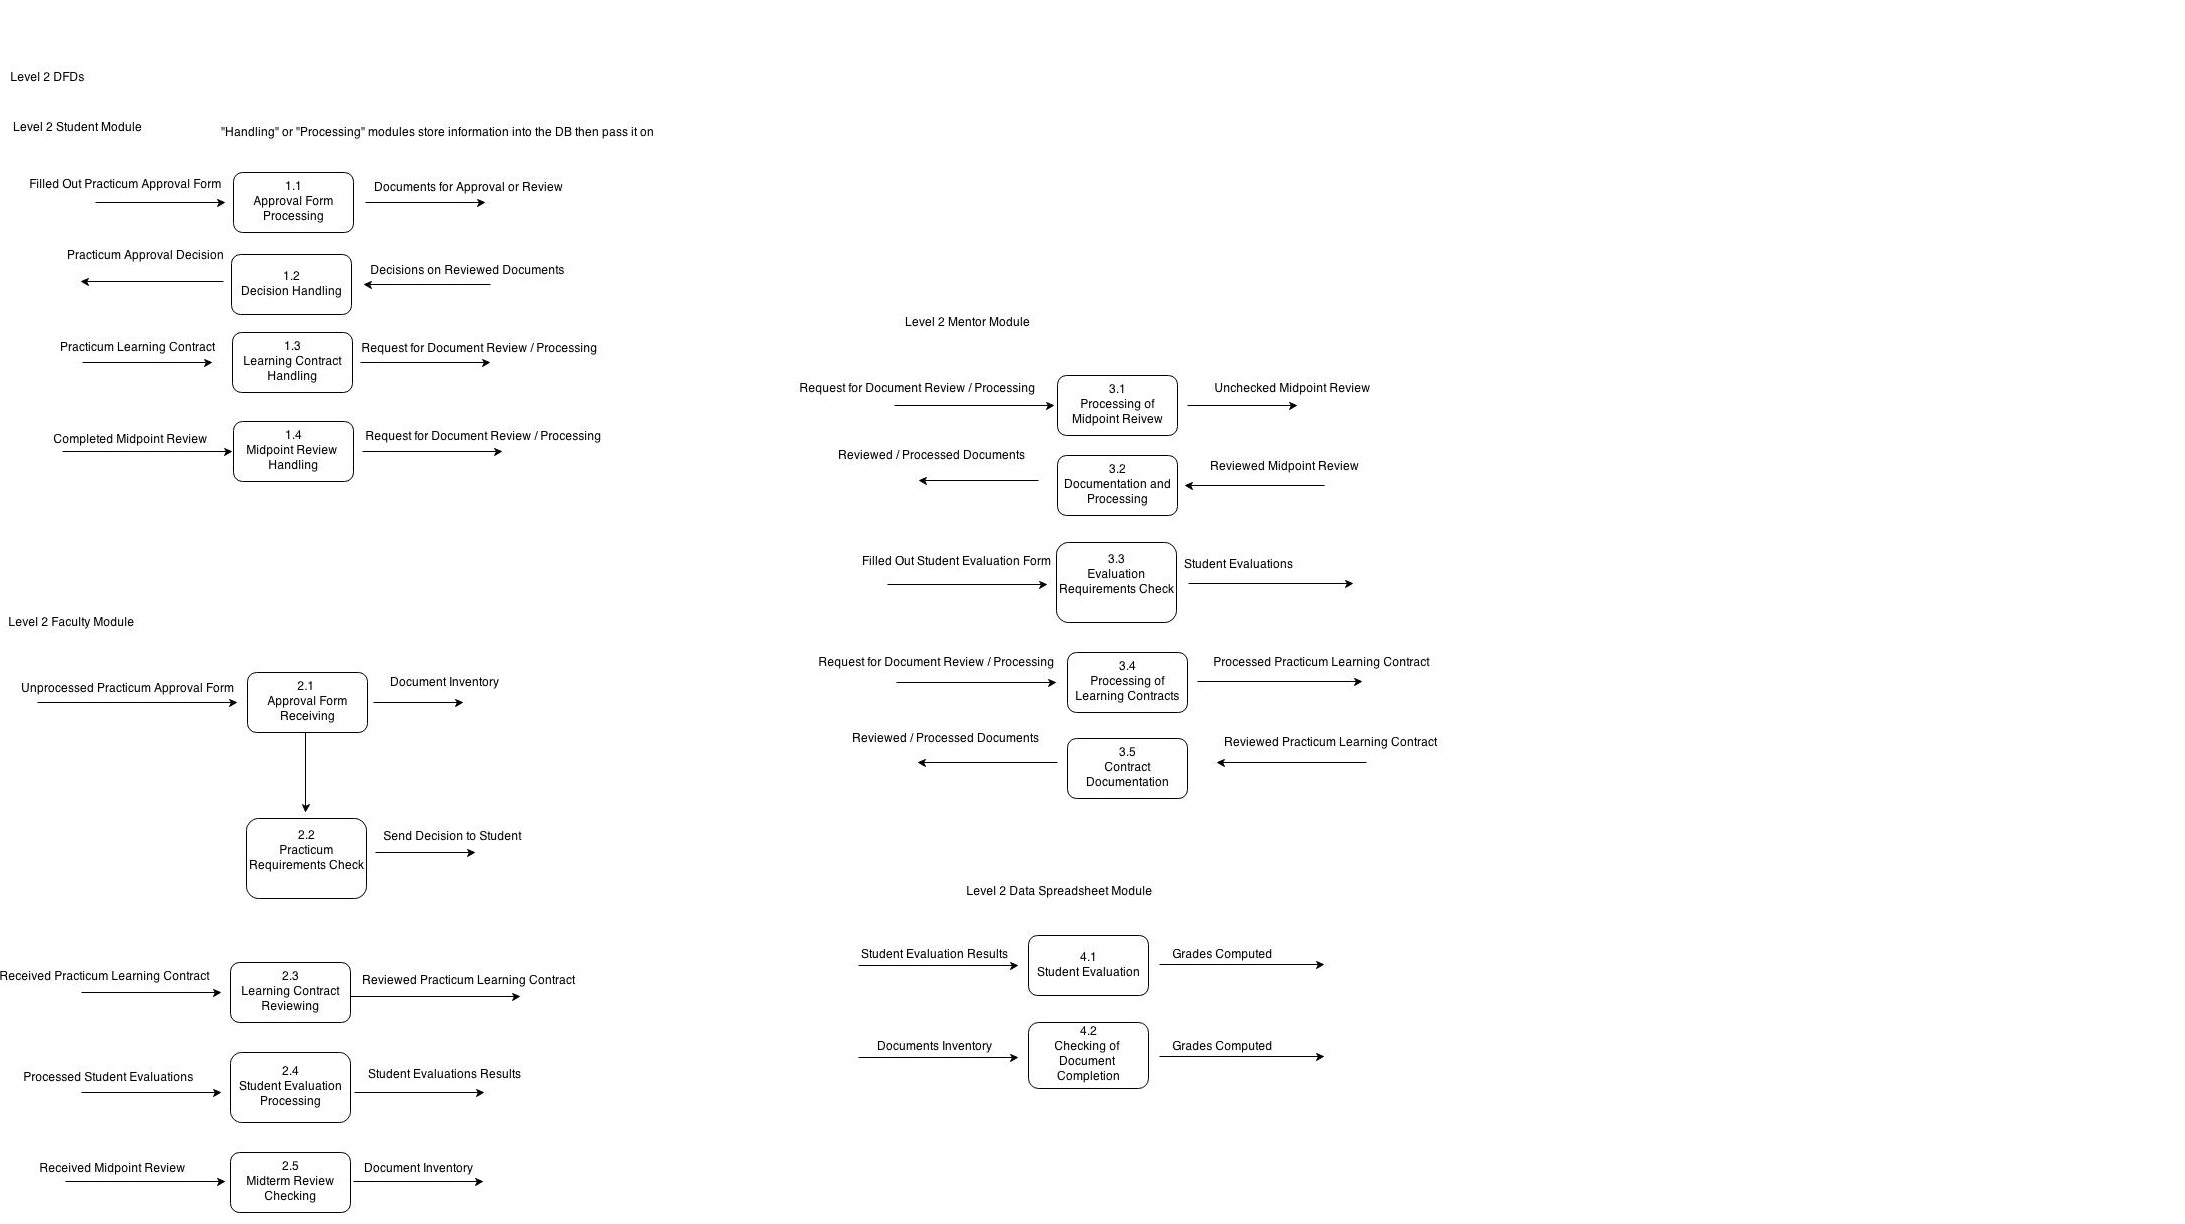 Level 2 DFDs
Level 2 Student Module
"Handling" or "Processing" modules store information into the DB then pass it on
Filled Out Practicum Approval Form
1.1
Approval Form
Processing
Documents for Approval or Review
Practicum Approval Decision
1.2
Decision Handling
Decisions on Reviewed Documents
Practicum Learning Contract
1.3
Learning Contract
Handling
Request for Document Review / Processing
Completed Midpoint Review
1.4
Midpoint Review
Handling
Request for Document Review / Processing
Level 2 Faculty Module
Unprocessed Practicum Approval Form
2.1
Approval Form
Receiving
Document Inventory
2.2
Practicum
Requirements Check
Send Decision to Student
Received Practicum Learning Contract
2.3
Learning Contract
Reviewing
Reviewed Practicum Learning Contract
Processed Student Evaluations
2.4
Student Evaluation
Processing
Student Evaluations Results
Received Midpoint Review
2.5
Midterm Review
Checking
Document Inventory
Level 2 Mentor Module
Request for Document Review / Processing
3.1
Processing of
Midpoint Reivew
Unchecked Midpoint Review
Reviewed / Processed Documents
3.2
Documentation and
Processing
Reviewed Midpoint Review
Filled Out Student Evaluation Form
3.3
Evaluation
Requirements Check
Student Evaluations
Request for Document Review / Processing
3.4
Processing of
Learning Contracts
Processed Practicum Learning Contract
Reviewed / Processed Documents
3.5
Contract
Documentation
Reviewed Practicum Learning Contract
Level 2 Data Spreadsheet Module
Student Evaluation Results
4.1
Student Evaluation
Grades Computed
Documents Inventory
4.2
Checking of
Document
Completion
Grades Computed